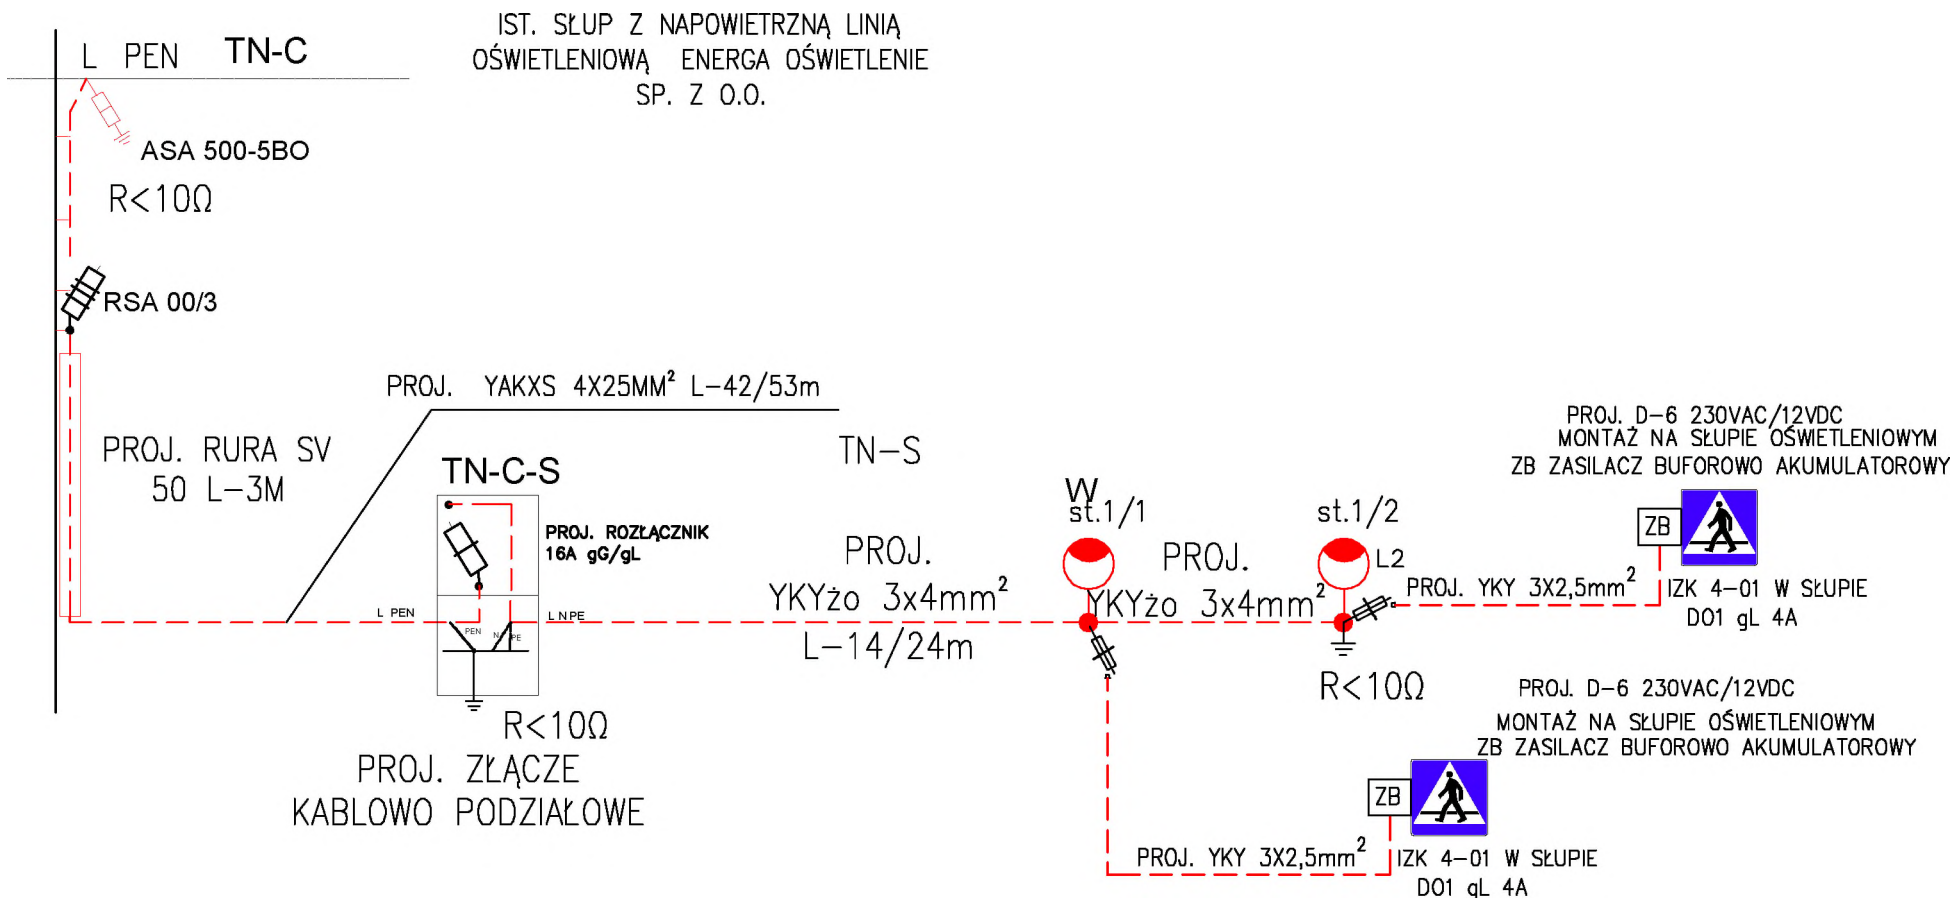 IST. SŁUP Z NAPOWIETRZNĄ LINIĄ
OŚWIETLENIOWĄ ENERGA OŚWIETLENIE
SP. Z O.O.
L PEN TN-C
ASA 500-5BO
R<10Ω
RSA 00/3
PROJ. RURA SV
50 L-3M
PROJ. YAKXS 4X25MM² L-42/53m
TN-C-S
TN-S
PROJ. ROZŁĄCZNIK
16A gG/gL
L PEN
PEN
N
PE
L N PE
R<10Ω
PROJ. ZŁĄCZE
KABLOWO PODZIAŁOWE
PROJ.
YKYżo 3x4mm²
L-14/24m
W
st.1/1
PROJ.
YKYżo 3x4mm²
st.1/2
L2
R<10Ω
PROJ. YKY 3X2,5mm²
PROJ. D-6 230VAC/12VDC
MONTAŻ NA SŁUPIE OŚWIETLENIOWYM
ZB ZASILACZ BUFOROWO AKUMULATOROWY
ZB
IZK 4-01 W SŁUPIE
DO1 gL 4A
PROJ. D-6 230VAC/12VDC
MONTAŻ NA SŁUPIE OŚWIETLENIOWYM
ZB ZASILACZ BUFOROWO AKUMULATOROWY
ZB
PROJ. YKY 3X2,5mm²
IZK 4-01 W SŁUPIE
DO1 gL 4A